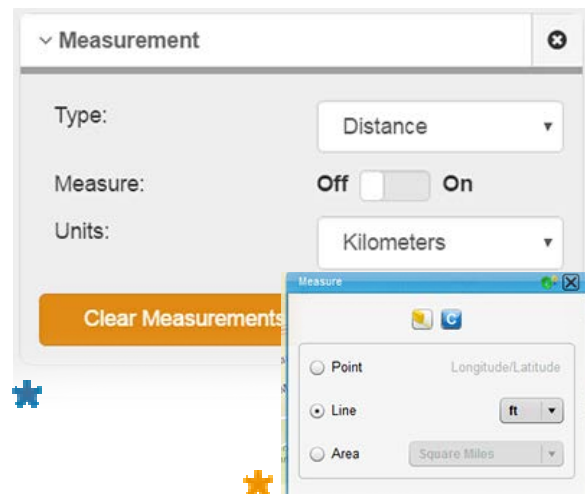 Measurement
Type:
Distance
Measure:
Off On
Units:
Kilometers
Clear Measurements
Measure
Point Longitude/Latitude
Line ft
Area Square Miles